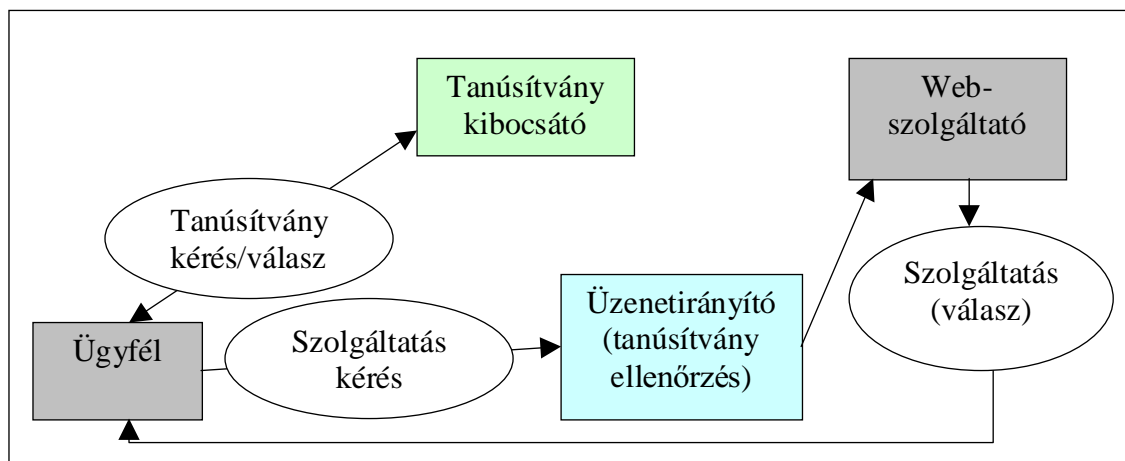 Tanúsítvány
kibocsátó
Web-
szolgáltató
Tanúsítvány
kérés/válasz
Szolgáltatás
(válasz)
Üzenetirányító
(tanúsítvány
ellenőrzés)
Ügyfél
Szolgáltatás
kérés